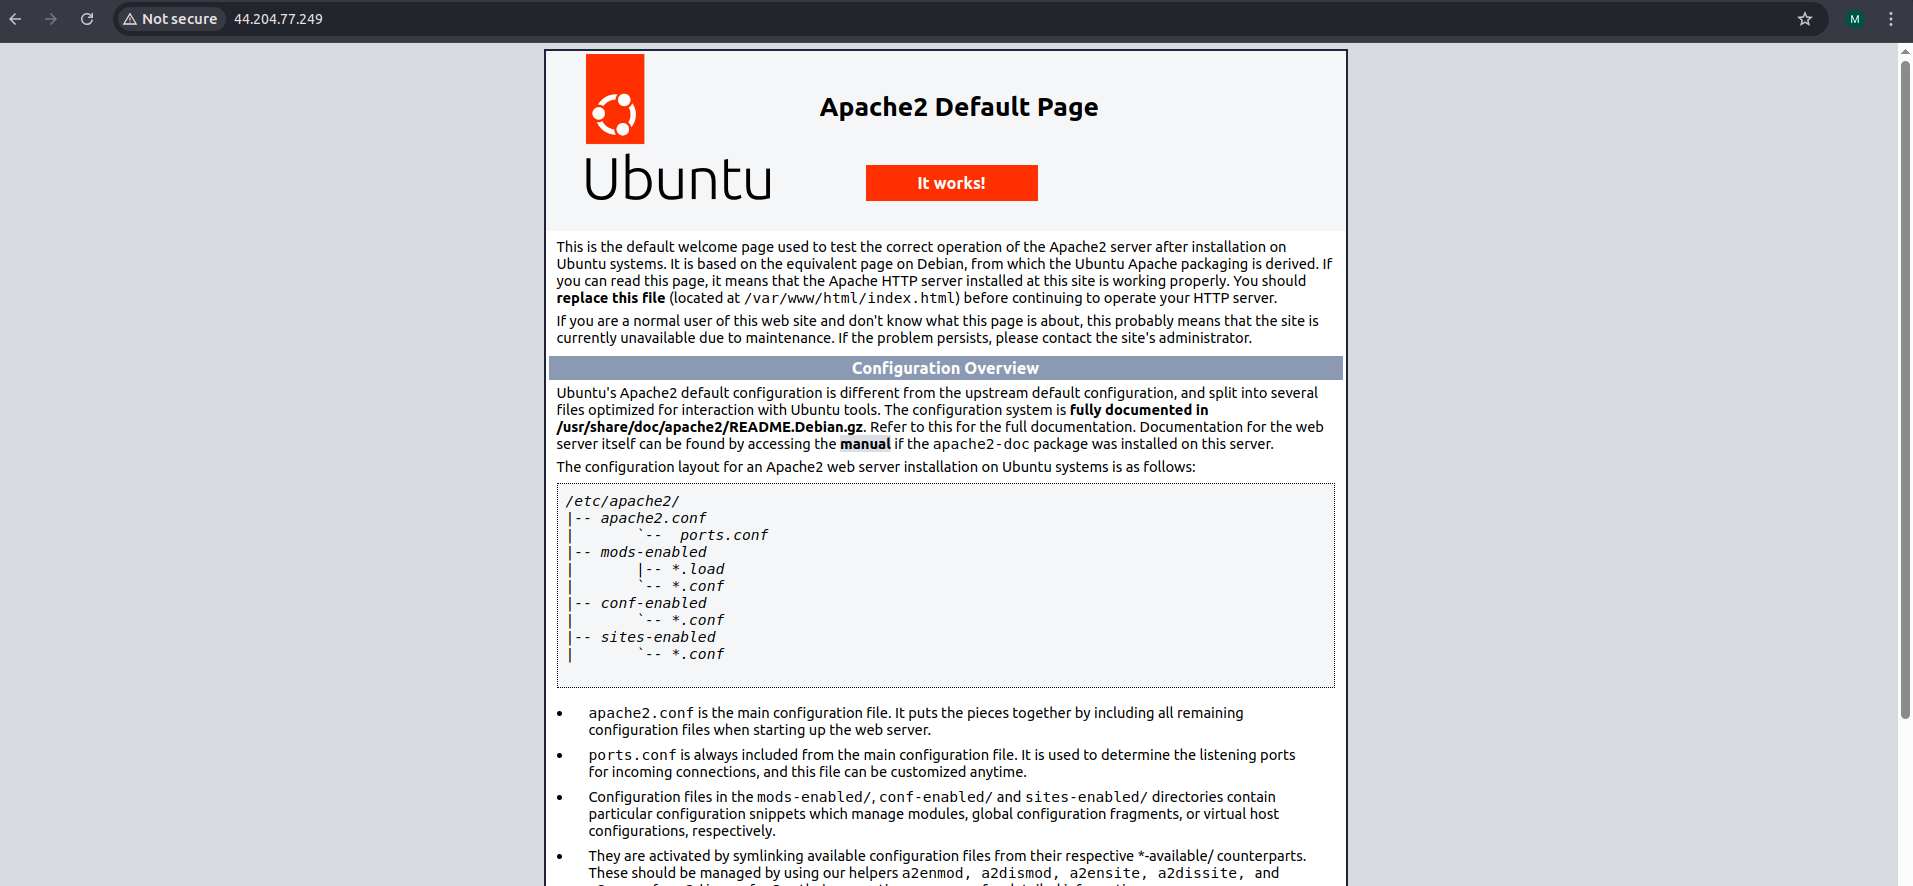 Not secure 44.204.77.249
M
Apache2 Default Page
Ubuntu
It works!
This is the default welcome page used to test the correct operation of the Apache2 server after installation on
Ubuntu systems. It is based on the equivalent page on Debian, from which the Ubuntu Apache packaging is derived. If
you can read this page, it means that the Apache HTTP server installed at this site is working properly. You should
replace this file (located at /var/www/html/index.html) before continuing to operate your HTTP server.
If you are a normal user of this web site and don't know what this page is about, this probably means that the site is
currently unavailable due to maintenance. If the problem persists, please contact the site's administrator.
Configuration Overview
Ubuntu's Apache2 default configuration is different from the upstream default configuration, and split into several
files optimized for interaction with Ubuntu tools. The configuration system is fully documented in
/usr/share/doc/apache2/README.Debian.gz. Refer to this for the full documentation. Documentation for the web
server itself can be found by accessing the manual if the apache2-doc package was installed on this server.
The configuration layout for an Apache2 web server installation on Ubuntu systems is as follows:
/etc/apache2/
|-- apache2.conf
|       `--  ports.conf
|-- mods-enabled
|       |-- *.load
|       `-- *.conf
|-- conf-enabled
|       `-- *.conf
|-- sites-enabled
|       `-- *.conf
• apache2.conf is the main configuration file. It puts the pieces together by including all remaining
configuration files when starting up the web server.
• ports.conf is always included from the main configuration file. It is used to determine the listening ports
for incoming connections, and this file can be customized anytime.
• Configuration files in the mods-enabled/, conf-enabled/ and sites-enabled/ directories contain
particular configuration snippets which manage modules, global configuration fragments, or virtual host
configurations, respectively.
• They are activated by symlinking available configuration files from their respective *-available/ counterparts.
These should be managed by using our helpers a2enmod, a2dismod, a2ensite, a2dissite, and